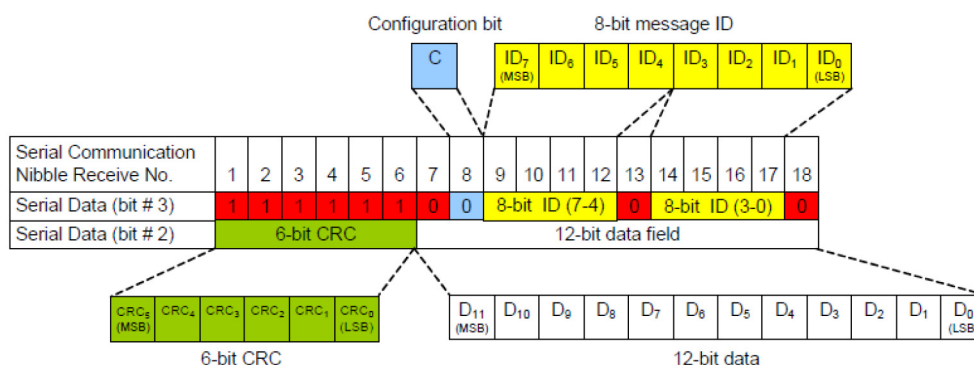 Configuration bit 8-bit message ID
C ID7 (MSB) ID6 ID5 ID4 ID3 ID2 ID1 ID0 (LSB)
Serial Communication
Nibble Receive No. 1 2 3 4 5 6 7 8 9 10 11 12 13 14 15 16 17 18
Serial Data (bit # 3) 1 1 1 1 1 1 0 0 8-bit ID (7-4) 0 8-bit ID (3-0) 0
Serial Data (bit # 2) 6-bit CRC 12-bit data field
CRC5 (MSB) CRC4 CRC3 CRC2 CRC1 CRC0 (LSB) D11 (MSB) D10 D9 D8 D7 D6 D5 D4 D3 D2 D1 D0 (LSB)
6-bit CRC 12-bit data